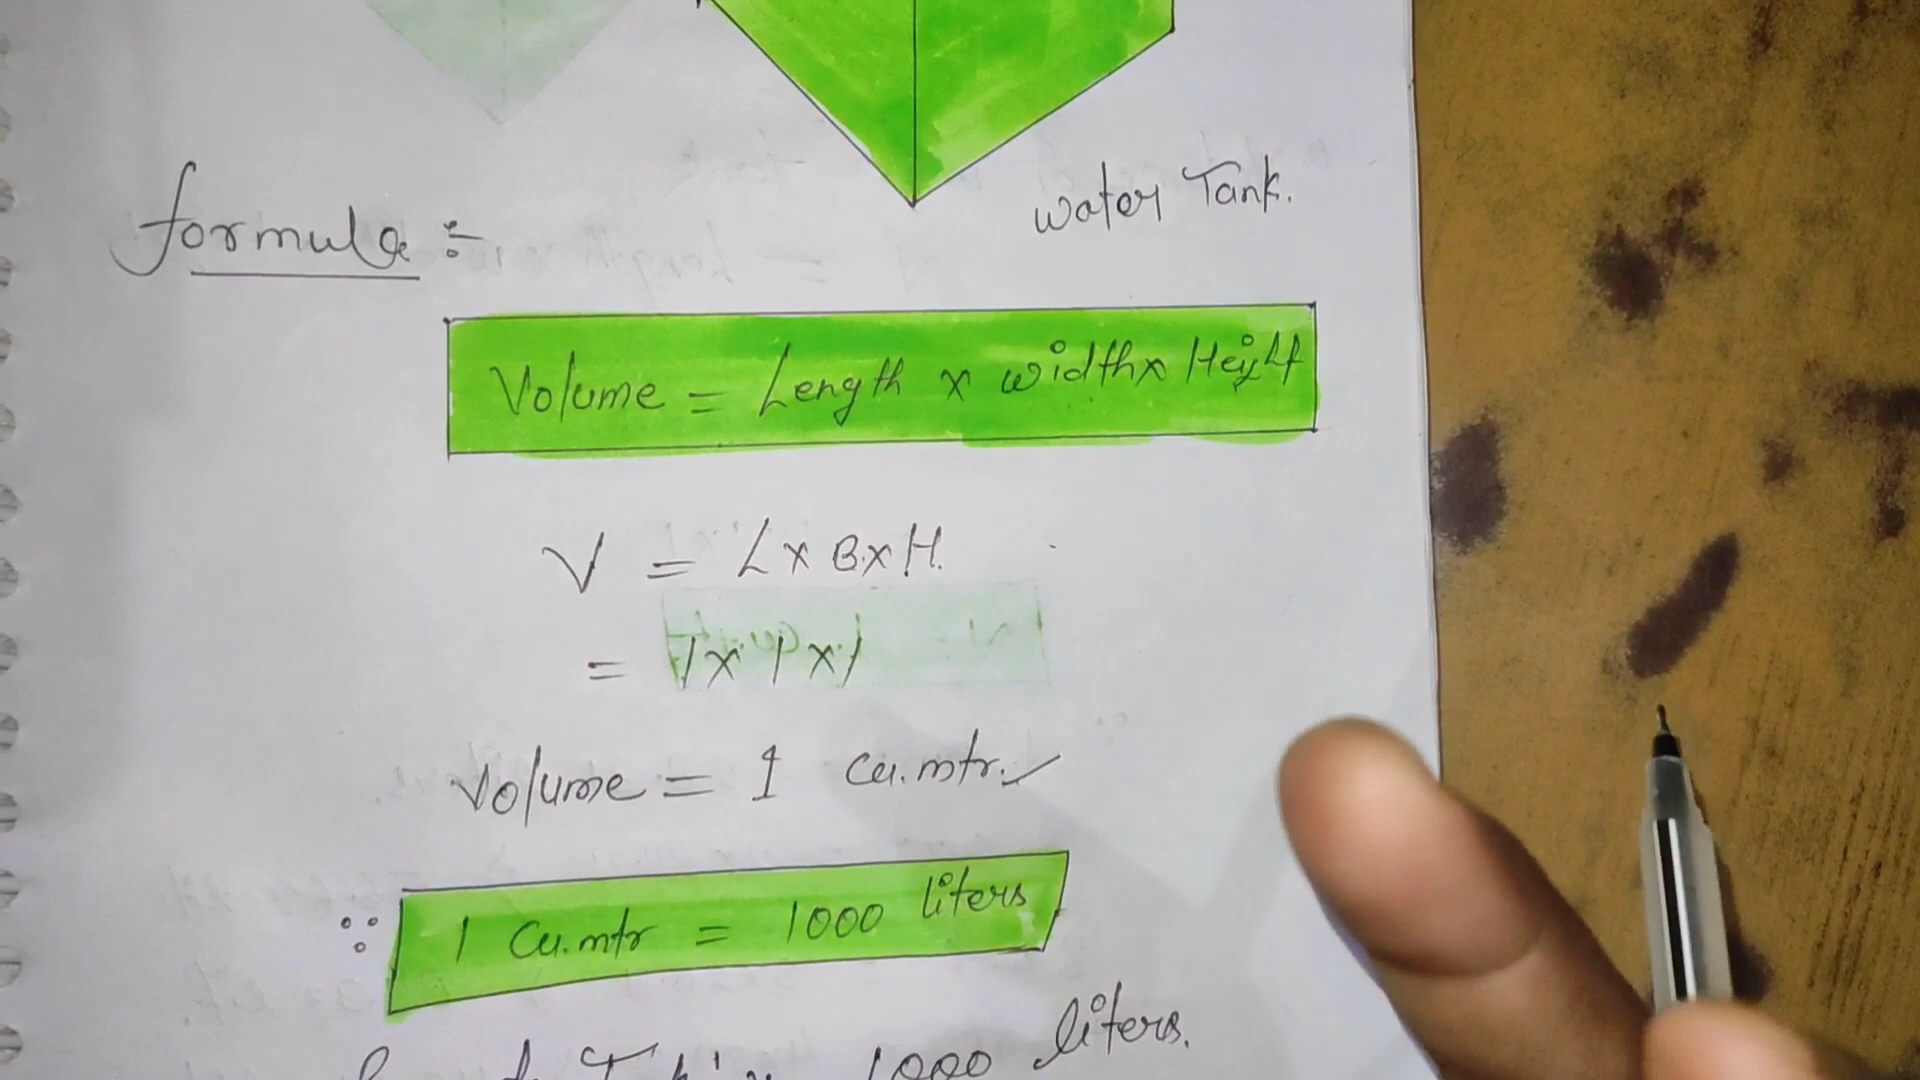 water Tank.
formula :-
Volume = Length x width x Height
V = L x B x H.
= 1 x 1 x 1
Volume = 1 cu.mtr.
∵ 1 Cu.mtr = 1000 liters
1000 liters.